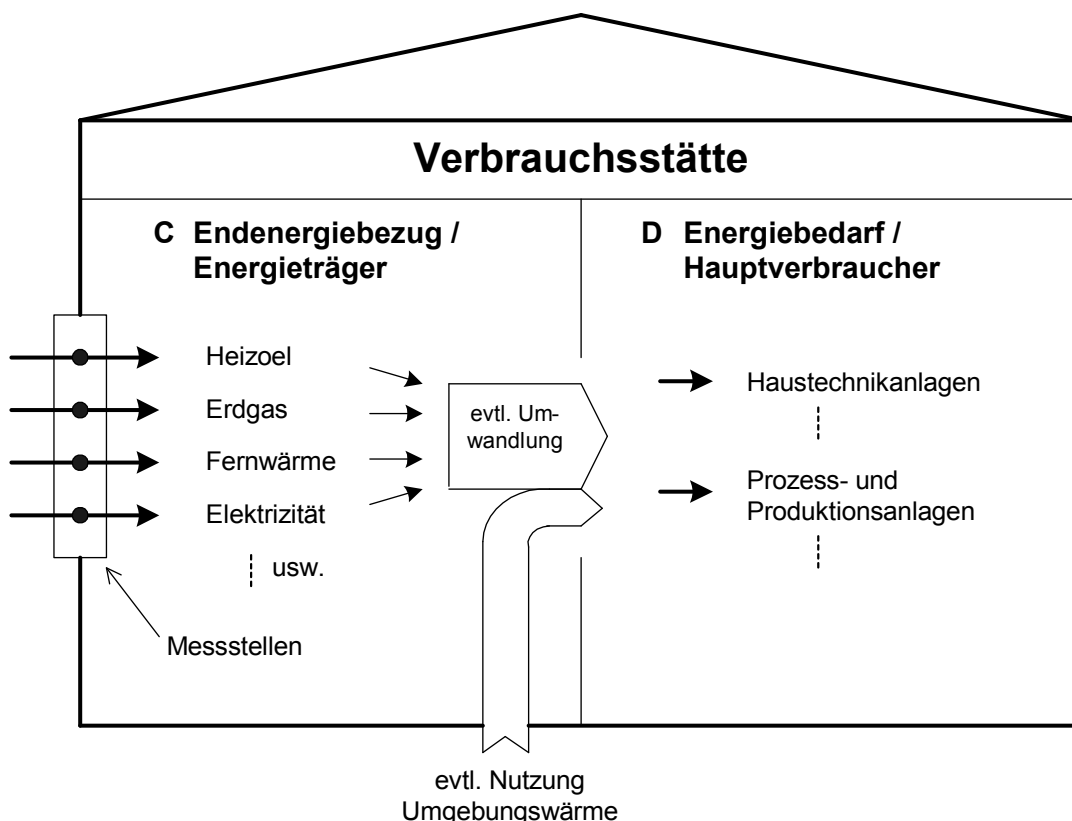 Verbrauchsstätte
C Endenergiebezug /
Energieträger
D Energiebedarf /
Hauptverbraucher
Heizoel
Erdgas
Fernwärme
Elektrizität
usw.
Messstellen
evtl. Um-
wandlung
Haustechnikanlagen
Prozess- und
Produktionsanlagen
evtl. Nutzung
Umgebungswärme